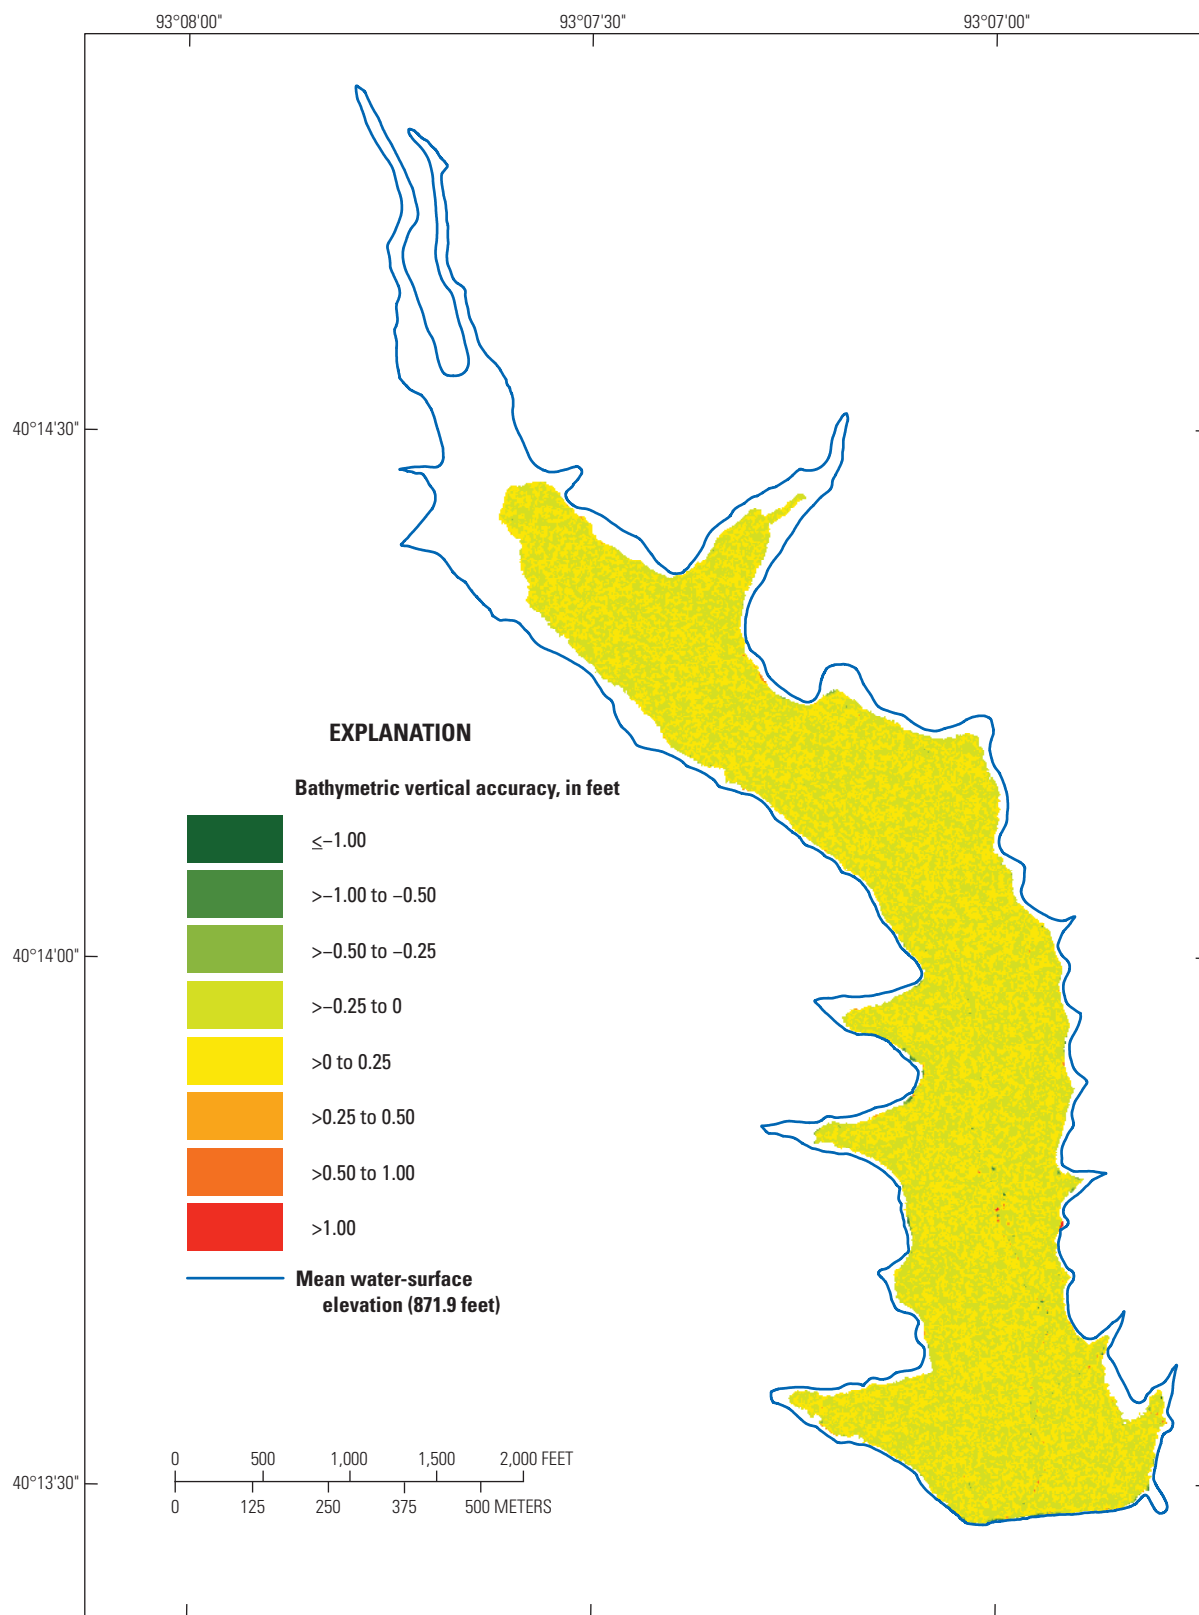 93°08'00"
93°07'30"
93°07'00"
40°14'30"
EXPLANATION
Bathymetric vertical accuracy, in feet
≤−1.00
>−1.00 to −0.50
>−0.50 to −0.25
>−0.25 to 0
>0 to 0.25
>0.25 to 0.50
>0.50 to 1.00
>1.00
Mean water-surface
elevation (871.9 feet)
40°14'00"
0 500 1,000 1,500 2,000 FEET
0 125 250 375 500 METERS
40°13'30"